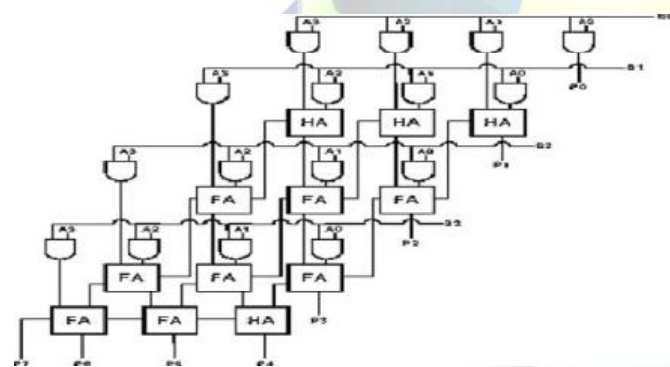 A3 A2 A1 A0
B1
A3 A2 A1 A0
P0
HA HA HA
B2
A3 A2 A1 A0
P1
FA FA FA
B3
A3 A2 A1 A0
P2
FA FA FA
P3
FA FA HA
P7 P6 P5 P4